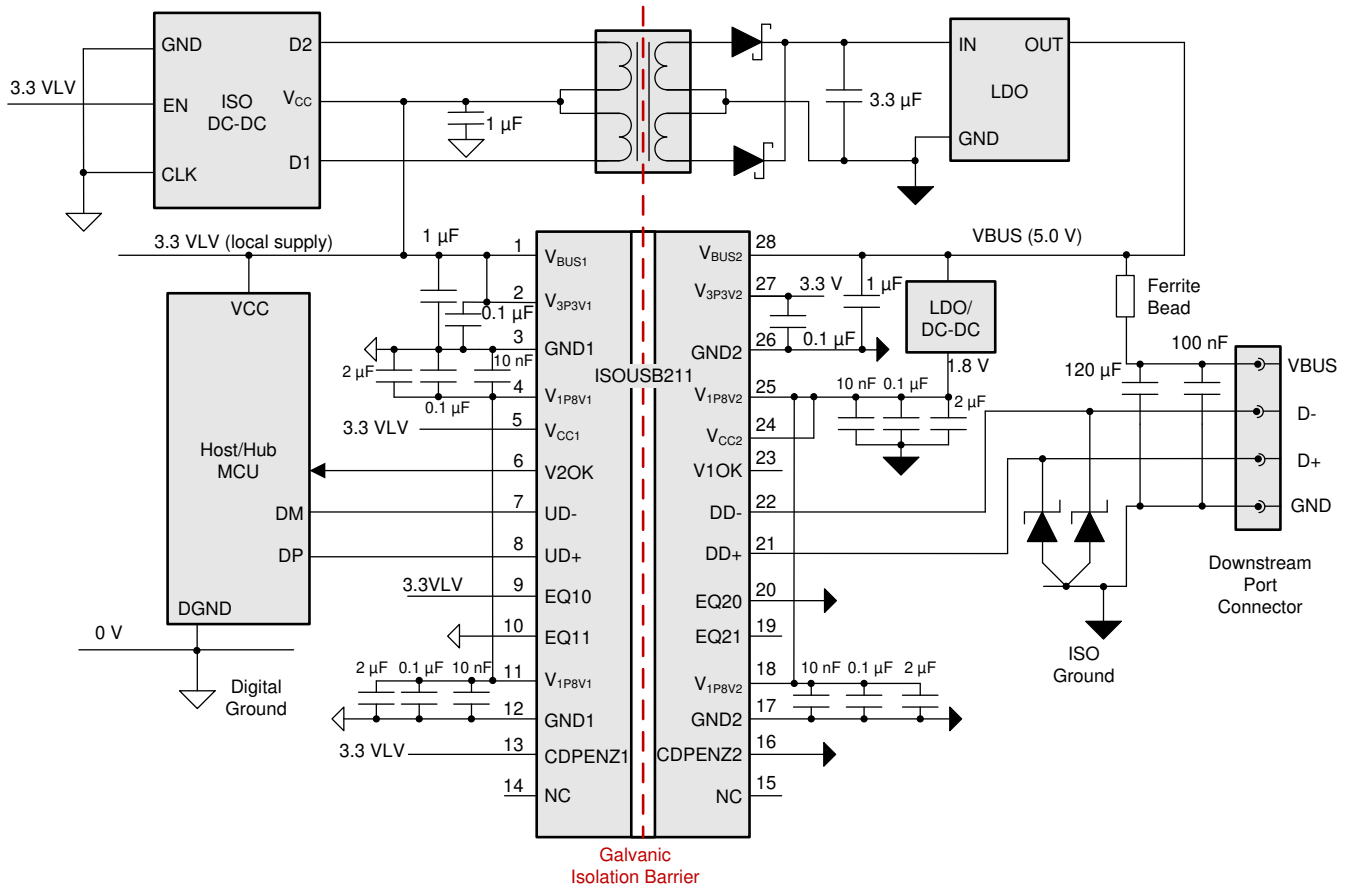 GND
D2
3.3 VLV
EN
ISO
DC-DC
VCC
1 µF
CLK
D1
3.3 µF
IN
OUT
LDO
GND
3.3 VLV (local supply)
1 µF
VCC
Host/Hub
MCU
DM
DP
DGND
0 V
Digital
Ground
0.1 µF
2 µF
10 nF
0.1 µF
3.3 VLV
3.3VLV
2 µF
0.1 µF
10 nF
3.3 VLV
1
VBUS1
2
V3P3V1
3
GND1
4
V1P8V1
5
VCC1
6
V2OK
7
UD-
8
UD+
9
EQ10
10
EQ11
11
V1P8V1
12
GND1
13
CDPENZ1
14
NC
ISOUSB211
VBUS2
28
V3P3V2
27
GND2
26
V1P8V2
25
VCC2
24
V1OK
23
DD-
22
DD+
21
EQ20
20
EQ21
19
V1P8V2
18
GND2
17
CDPENZ2
16
NC
15
VBUS (5.0 V)
3.3 V
1 µF
0.1 µF
LDO/
DC-DC
1.8 V
10 nF
0.1 µF
2 µF
10 nF
0.1 µF
2 µF
Ferrite
Bead
120 µF
100 nF
VBUS
D-
D+
GND
Downstream
Port
Connector
ISO
Ground
Galvanic
Isolation Barrier